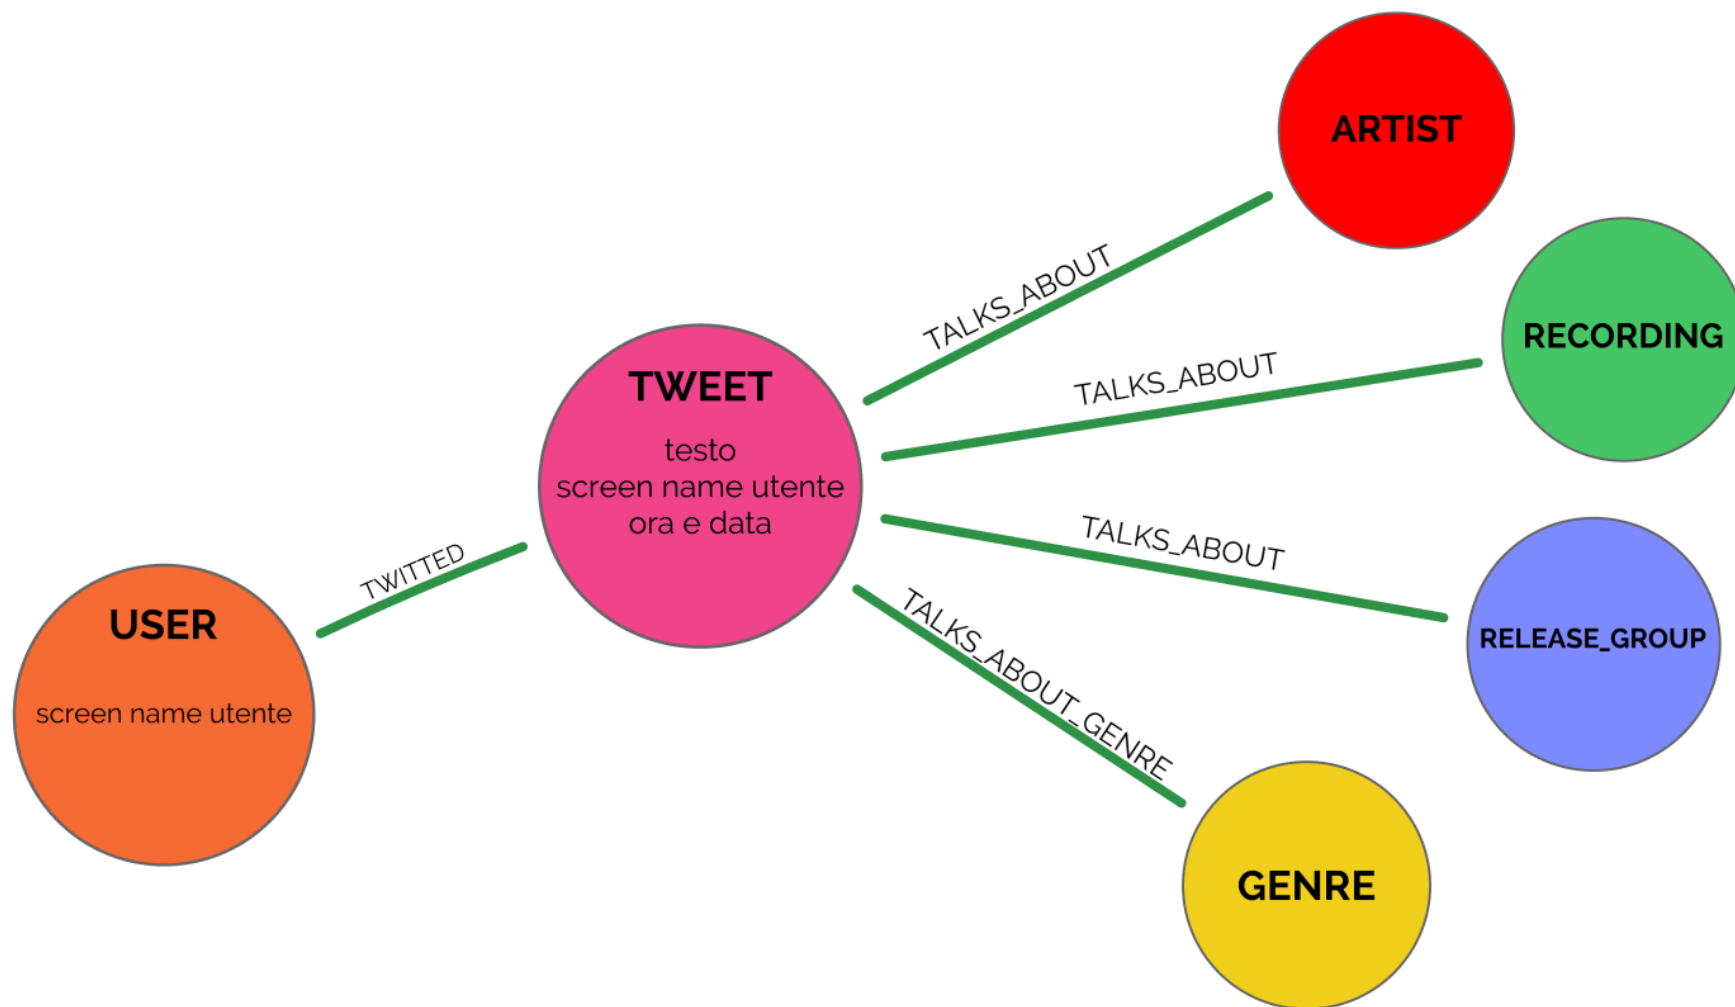 ARTIST
TALKS_ABOUT
RECORDING
TALKS_ABOUT
TWEET
testo
screen name utente
ora e data
TALKS_ABOUT
RELEASE_GROUP
TWITTED
USER
screen name utente
TALKS_ABOUT_GENRE
GENRE